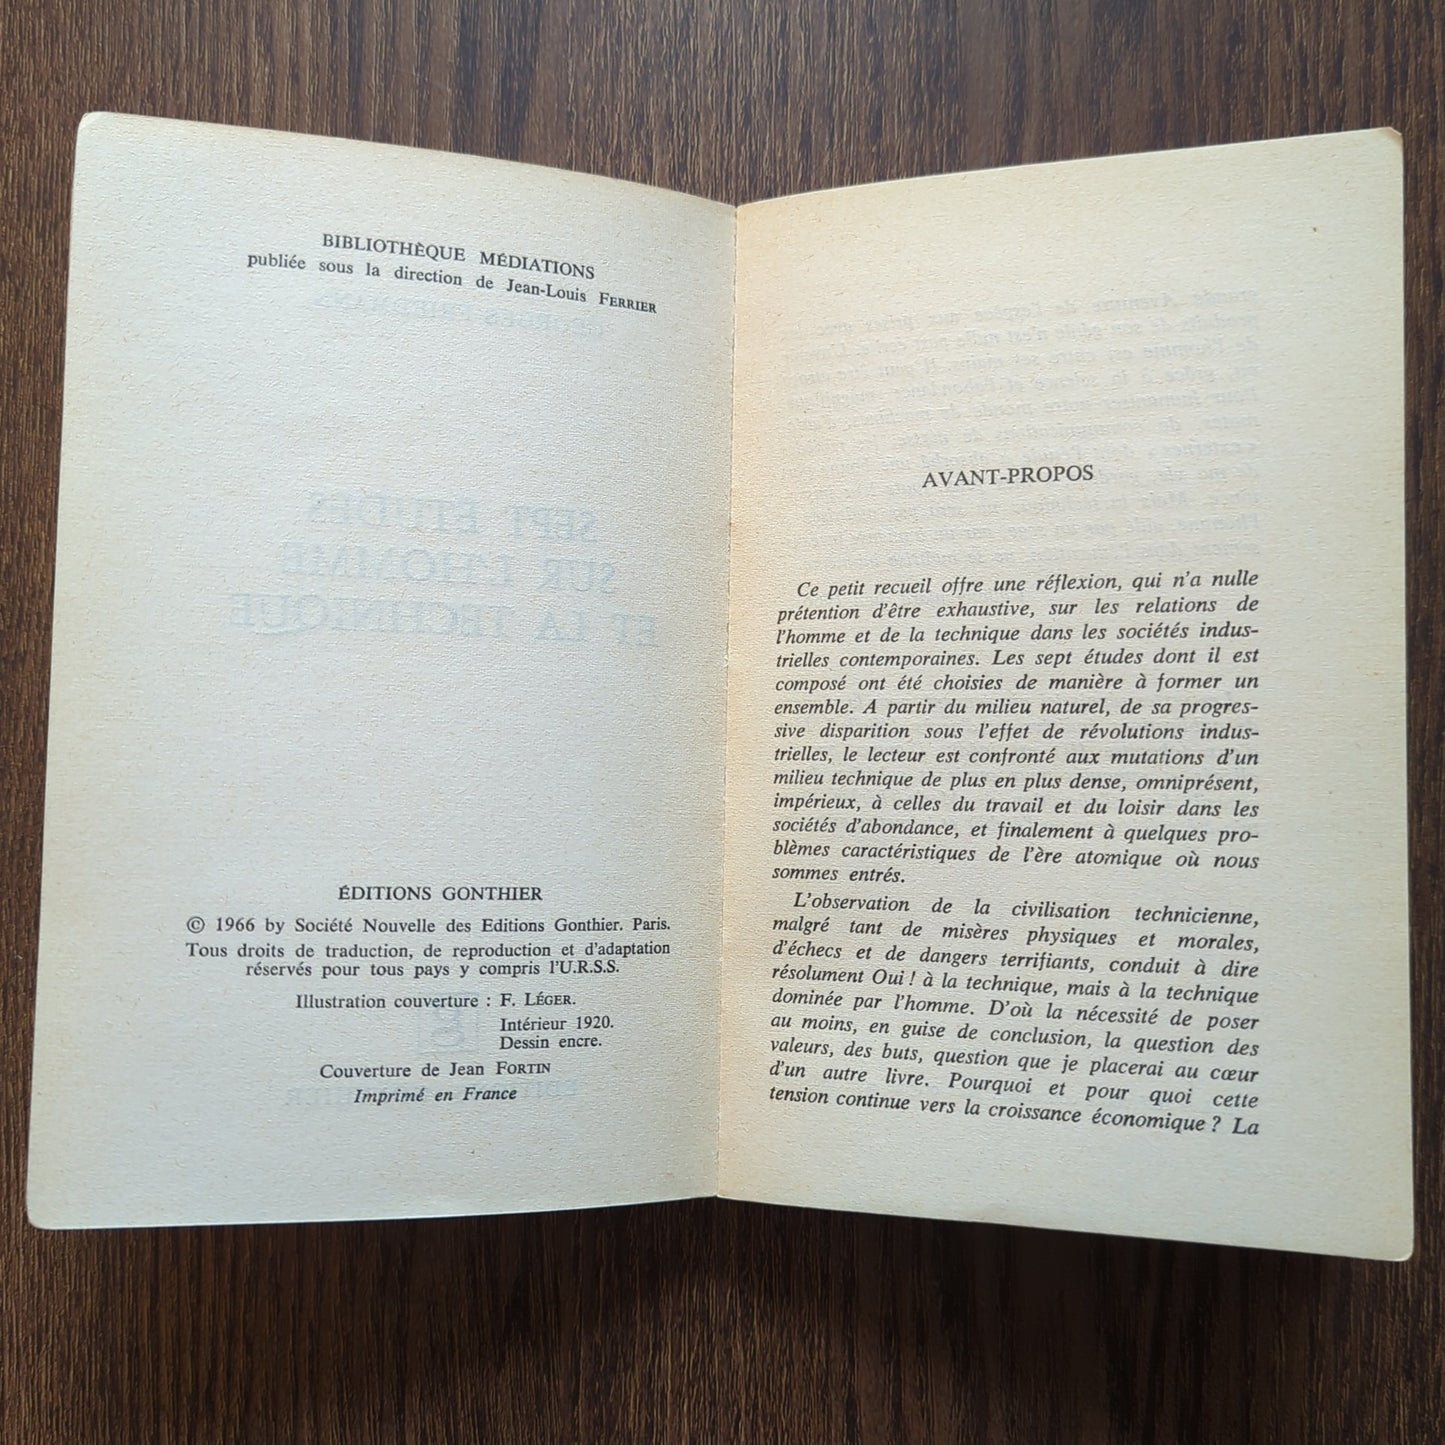 BIBLIOTHÈQUE MÉDIATIONS
publiée sous la direction de Jean-Louis FERRIER
SEPT ÉTUDES
SUR L'HOMME
ET LA TECHNIQUE
ÉDITIONS GONTHIER
© 1966 by Société Nouvelle des Editions Gonthier. Paris.
Tous droits de traduction, de reproduction et d'adaptation
réservés pour tous pays y compris l'U.R.S.S.
Illustration couverture : F. LÉGER.
Intérieur 1920.
Dessin encre.
Couverture de Jean FORTIN
Imprimé en France
AVANT-PROPOS
Ce petit recueil offre une réflexion, qui n'a nulle
prétention d'être exhaustive, sur les relations de
l'homme et de la technique dans les sociétés indus-
trielles contemporaines. Les sept études dont il est
composé ont été choisies de manière à former un
ensemble. A partir du milieu naturel, de sa progres-
sive disparition sous l'effet de révolutions indus-
trielles, le lecteur est confronté aux mutations d'un
milieu technique de plus en plus dense, omniprésent,
impérieux, à celles du travail et du loisir dans les
sociétés d'abondance, et finalement à quelques pro-
blèmes caractéristiques de l'ère atomique où nous
sommes entrés.
L'observation de la civilisation technicienne,
malgré tant de misères physiques et morales,
d'échecs et de dangers terrifiants, conduit à dire
résolument Oui ! à la technique, mais à la technique
dominée par l'homme. D'où la nécessité de poser
au moins, en guise de conclusion, la question des
valeurs, des buts, question que je placerai au cœur
d'un autre livre. Pourquoi et pour quoi cette
tension continue vers la croissance économique ? La